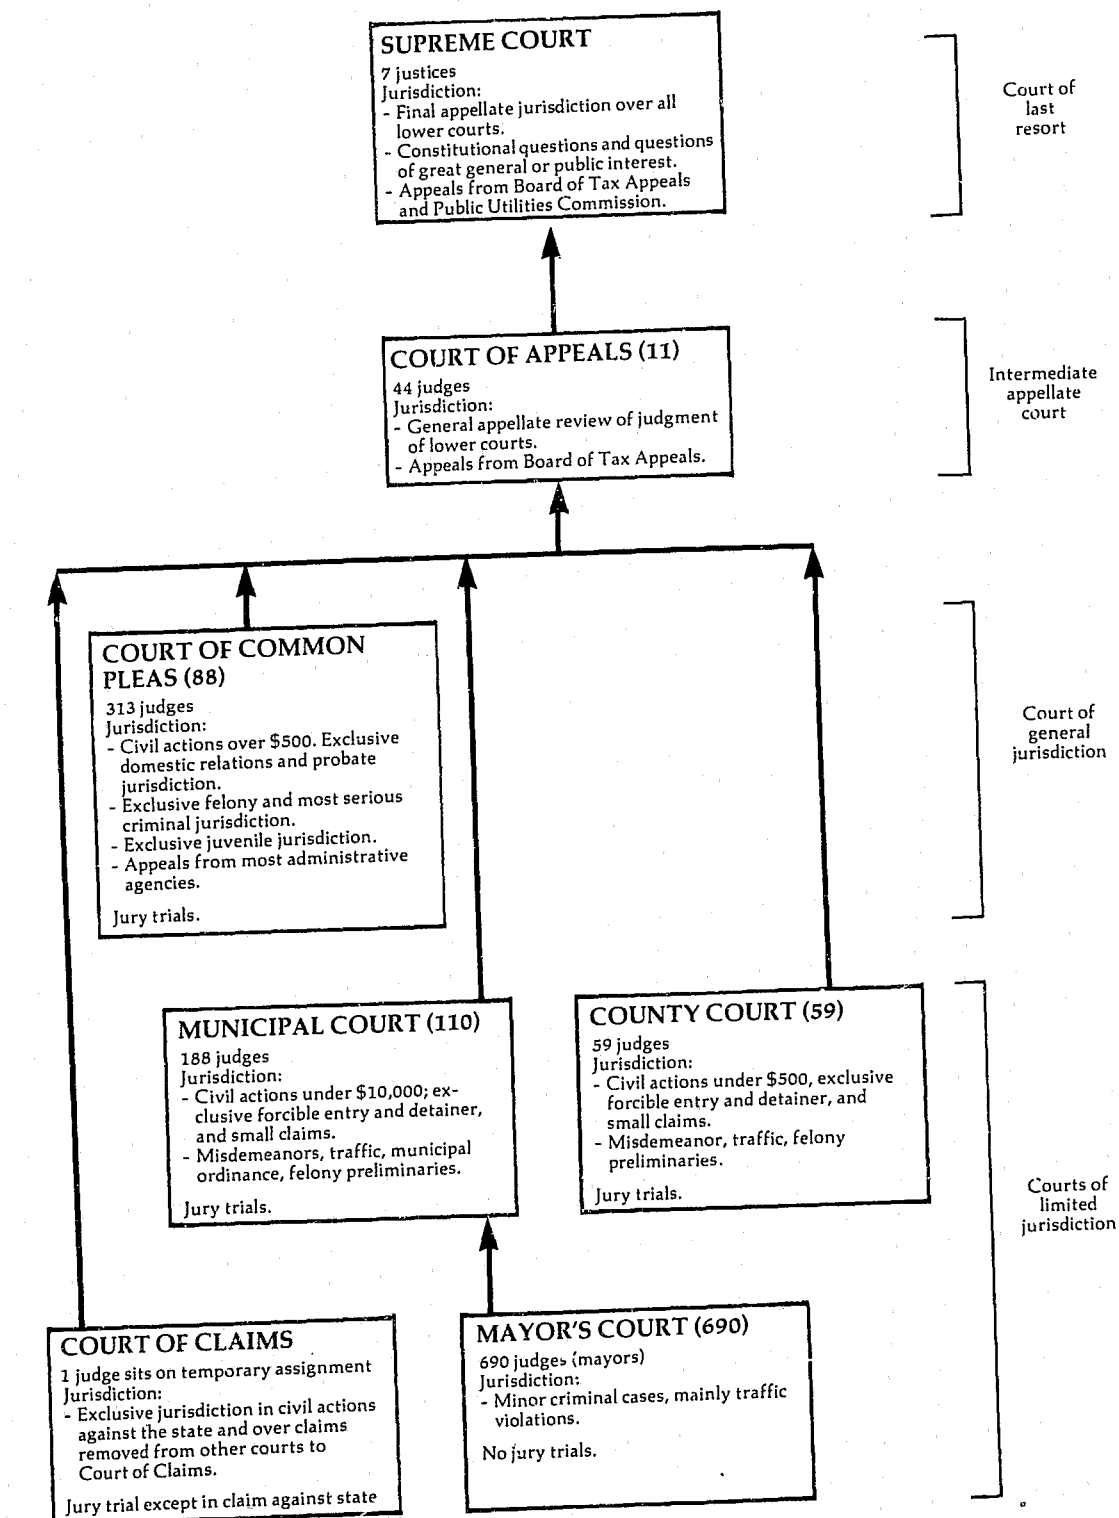 SUPREME COURT
7 justices
Jurisdiction:
- Final appellate jurisdiction over all
lower courts.
- Constitutional questions and questions
of great general or public interest.
- Appeals from Board of Tax Appeals
and Public Utilities Commission.
Court of
last
resort
COURT OF APPEALS (11)
44 judges
Jurisdiction:
- General appellate review of judgment
of lower courts.
- Appeals from Board of Tax Appeals.
Intermediate
appellate
court
COURT OF COMMON
PLEAS (88)
313 judges
Jurisdiction:
- Civil actions over $500. Exclusive
domestic relations and probate
jurisdiction.
- Exclusive felony and most serious
criminal jurisdiction.
- Exclusive juvenile jurisdiction.
- Appeals from most administrative
agencies.
Jury trials.
Court of
general
jurisdiction
MUNICIPAL COURT (110)
188 judges
Jurisdiction:
- Civil actions under $10,000; ex-
clusive forcible entry and detainer,
and small claims.
- Misdemeanors, traffic, municipal
ordinance, felony preliminaries.
Jury trials.
COUNTY COURT (59)
59 judges
Jurisdiction:
- Civil actions under $500, exclusive
forcible entry and detainer, and
small claims.
- Misdemeanor, traffic, felony
preliminaries.
Jury trials.
Courts of
limited
jurisdiction
COURT OF CLAIMS
1 judge sits on temporary assignment
Jurisdiction:
- Exclusive jurisdiction in civil actions
against the state and over claims
removed from other courts to
Court of Claims.
Jury trial except in claim against state
MAYOR'S COURT (690)
690 judges (mayors)
Jurisdiction:
- Minor criminal cases, mainly traffic
violations.
No jury trials.